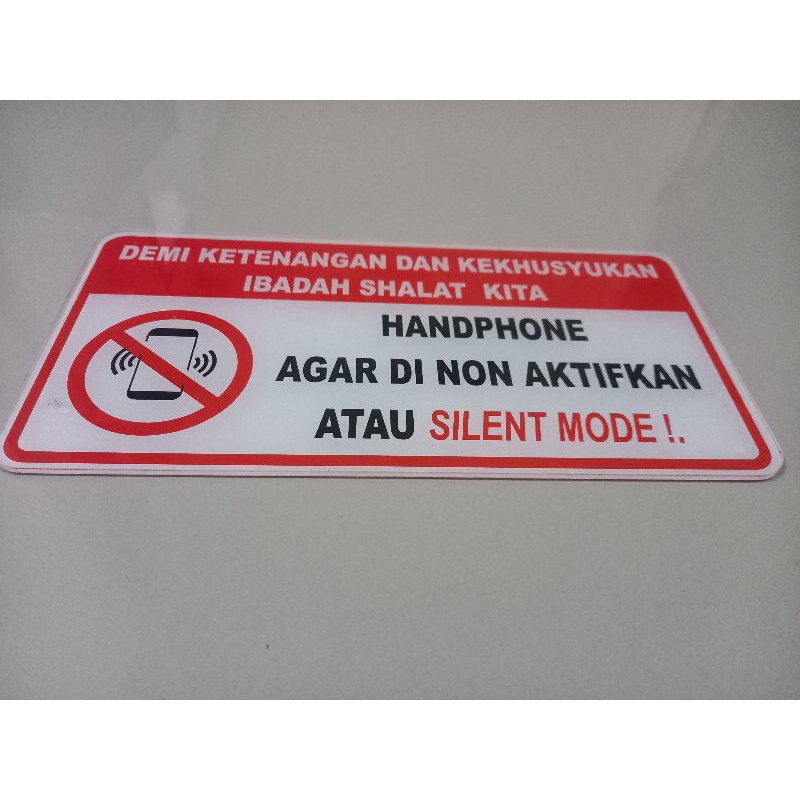 DEMI KETENANGAN DAN KEKHUSYUKAN
IBADAH SHALAT KITA
HANDPHONE
AGAR DI NON AKTIFKAN
ATAU SILENT MODE !.